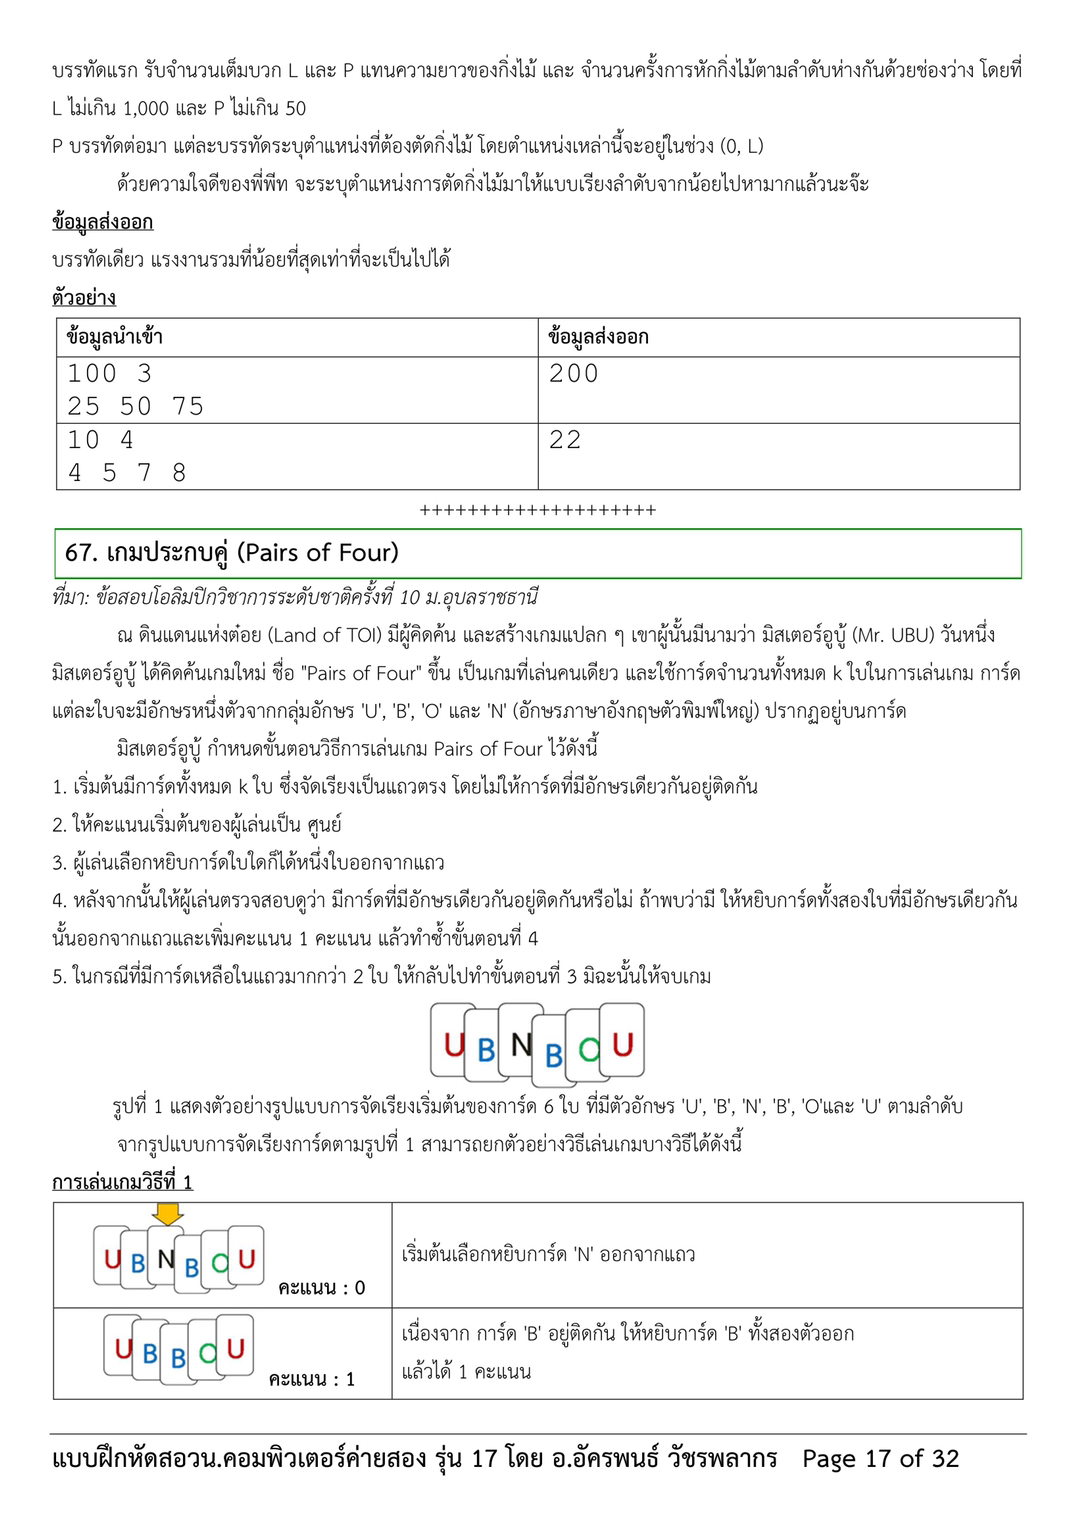 บรรทัดแรก รับจำนวนเต็มบวก L และ P แทนความยาวของกิ่งไม้ และ จำนวนครั้งการหักกิ่งไม้ตามลำดับห่างกันด้วยช่องว่าง โดยที่
L ไม่เกิน 1,000 และ P ไม่เกิน 50
P บรรทัดต่อมา แต่ละบรรทัดระบุตำแหน่งที่ต้องตัดกิ่งไม้ โดยตำแหน่งเหล่านี้จะอยู่ในช่วง (0, L)
ด้วยความใจดีของพี่พีท จะระบุตำแหน่งการตัดกิ่งไม้มาให้แบบเรียงลำดับจากน้อยไปหามากแล้วนะจ๊ะ
ข้อมูลส่งออก
บรรทัดเดียว แรงงานรวมที่น้อยที่สุดเท่าที่จะเป็นไปได้
ตัวอย่าง
ข้อมูลนำเข้า ข้อมูลส่งออก
100 3 200
25 50 75
10 4 22
4 5 7 8
++++++++++++++++++++
67. เกมประกบคู่ (Pairs of Four)
ที่มา: ข้อสอบโอลิมปิกวิชาการระดับชาติครั้งที่ 10 ม.อุบลราชธานี
ณ ดินแดนแห่งต๋อย (Land of TOI) มีผู้คิดค้น และสร้างเกมแปลก ๆ เขาผู้นั้นมีนามว่า มิสเตอร์อูบู้ (Mr. UBU) วันหนึ่ง
มิสเตอร์อูบู้ ได้คิดค้นเกมใหม่ ชื่อ "Pairs of Four" ขึ้น เป็นเกมที่เล่นคนเดียว และใช้การ์ดจำนวนทั้งหมด k ใบในการเล่นเกม การ์ด
แต่ละใบจะมีอักษรหนึ่งตัวจากกลุ่มอักษร 'U', 'B', 'O' และ 'N' (อักษรภาษาอังกฤษตัวพิมพ์ใหญ่) ปรากฏอยู่บนการ์ด
มิสเตอร์อูบู้ กำหนดขั้นตอนวิธีการเล่นเกม Pairs of Four ไว้ดังนี้
1. เริ่มต้นมีการ์ดทั้งหมด k ใบ ซึ่งจัดเรียงเป็นแถวตรง โดยไม่ให้การ์ดที่มีอักษรเดียวกันอยู่ติดกัน
2. ให้คะแนนเริ่มต้นของผู้เล่นเป็น ศูนย์
3. ผู้เล่นเลือกหยิบการ์ดใบใดก็ได้หนึ่งใบออกจากแถว
4. หลังจากนั้นให้ผู้เล่นตรวจสอบดูว่า มีการ์ดที่มีอักษรเดียวกันอยู่ติดกันหรือไม่ ถ้าพบว่ามี ให้หยิบการ์ดทั้งสองใบที่มีอักษรเดียวกัน
นั้นออกจากแถวและเพิ่มคะแนน 1 คะแนน แล้วทำซ้ำขั้นตอนที่ 4
5. ในกรณีที่มีการ์ดเหลือในแถวมากกว่า 2 ใบ ให้กลับไปทำขั้นตอนที่ 3 มิฉะนั้นให้จบเกม
U B N B O U
รูปที่ 1 แสดงตัวอย่างรูปแบบการจัดเรียงเริ่มต้นของการ์ด 6 ใบ ที่มีตัวอักษร 'U', 'B', 'N', 'B', 'O'และ 'U' ตามลำดับ
จากรูปแบบการจัดเรียงการ์ดตามรูปที่ 1 สามารถยกตัวอย่างวิธีเล่นเกมบางวิธีได้ดังนี้
การเล่นเกมวิธีที่ 1
U B N B O U คะแนน : 0 เริ่มต้นเลือกหยิบการ์ด 'N' ออกจากแถว
U B B O U คะแนน : 1 เนื่องจาก การ์ด 'B' อยู่ติดกัน ให้หยิบการ์ด 'B' ทั้งสองตัวออก
แล้วได้ 1 คะแนน
แบบฝึกหัดสอวน.คอมพิวเตอร์ค่ายสอง รุ่น 17 โดย อ.อัครพนธ์ วัชรพลากร Page 17 of 32